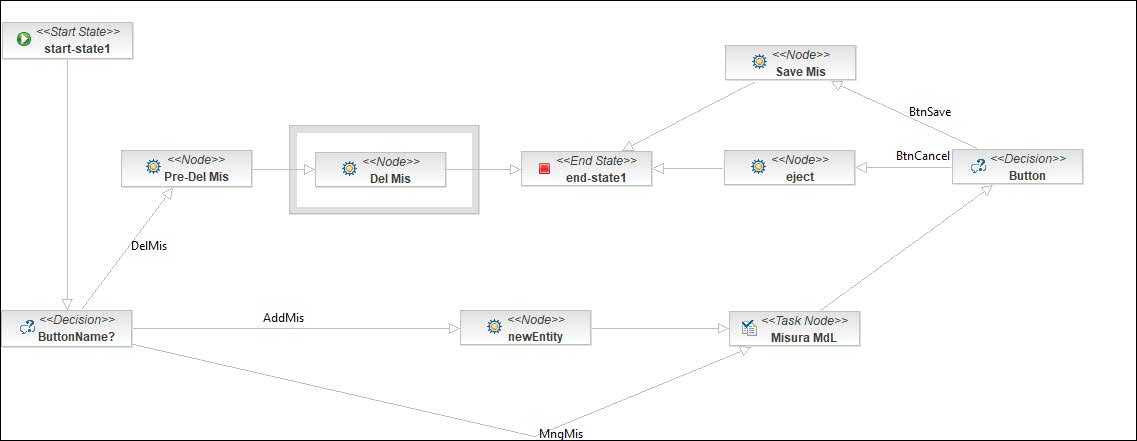 <<Start State>>
start-state1
<<Node>>
Save Mis
BtnSave
<<Node>>
Pre-Del Mis
<<Node>>
Del Mis
<<End State>>
end-state1
<<Node>>
eject
BtnCancel
<<Decision>>
Button
DelMis
<<Decision>>
ButtonName?
AddMis
<<Node>>
newEntity
<<Task Node>>
Misura MdL
MngMis